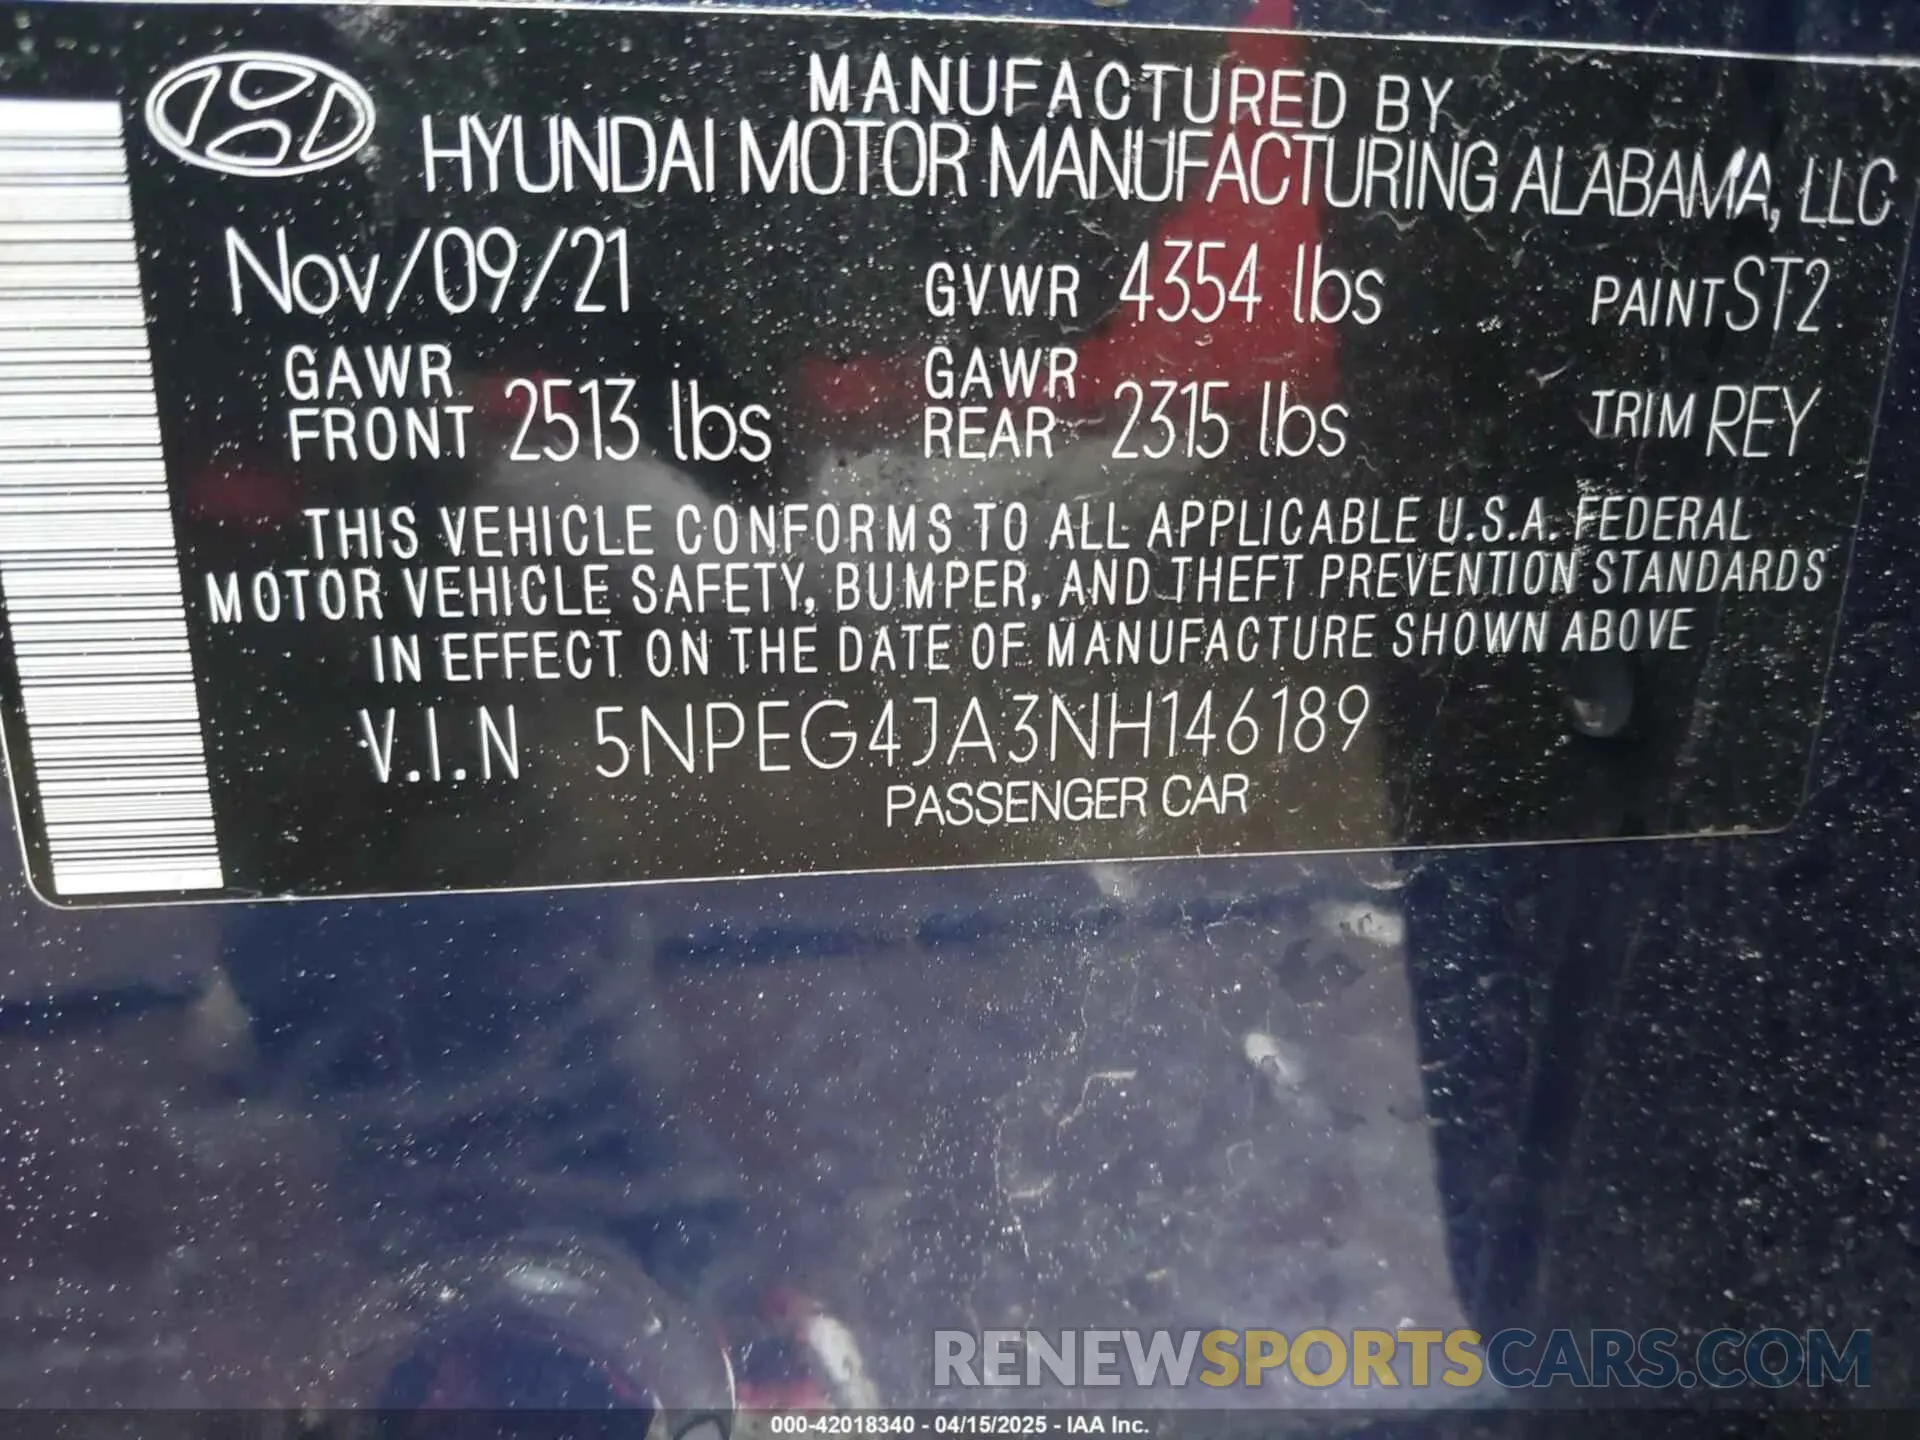 MANUFACTURED BY
HYUNDAI MOTOR MANUFACTURING ALABAMA, LLC
Nov/09/21 GVWR 4354 lbs PAINT ST2
GAWR FRONT 2513 lbs GAWR REAR 2315 lbs TRIM REY
THIS VEHICLE CONFORMS TO ALL APPLICABLE U.S.A. FEDERAL
MOTOR VEHICLE SAFETY, BUMPER, AND THEFT PREVENTION STANDARDS
IN EFFECT ON THE DATE OF MANUFACTURE SHOWN ABOVE
V.I.N 5NPEG4JA3NH146189
PASSENGER CAR
RENEWSPORTSCARS.COM
000-42018340 - 04/15/2025 - IAA Inc.